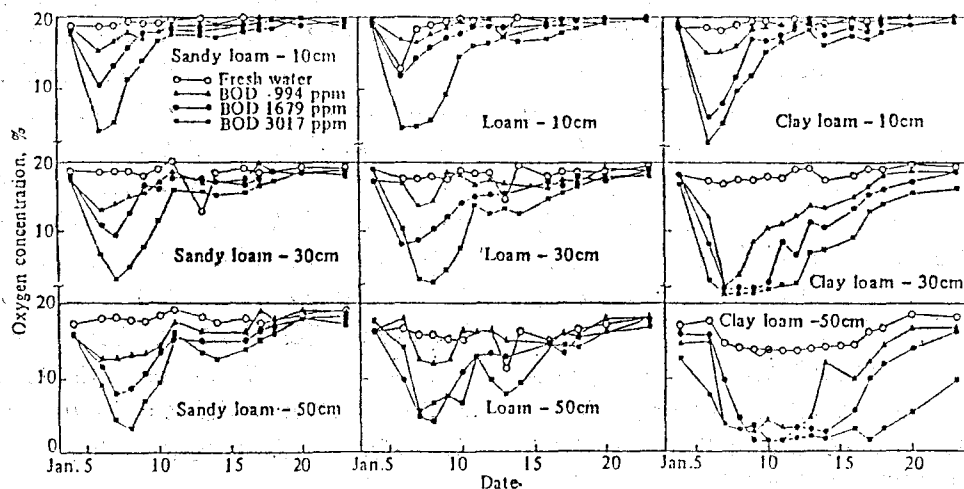 20
10
Sandy loam - 10cm
Fresh water
BOD 994 ppm
BOD 1679 ppm
BOD 3017 ppm
Loam - 10cm
Clay loam - 10cm
Oxygen concentration, %
20
10
Sandy loam - 30cm
Loam - 30cm
Clay loam - 30cm
20
10
0
Sandy loam - 50cm
Loam - 50cm
Clay loam - 50cm
Jan. 5 10 15 20 Jan. 5 10 15 20 Jan. 5 10 15 20
Date